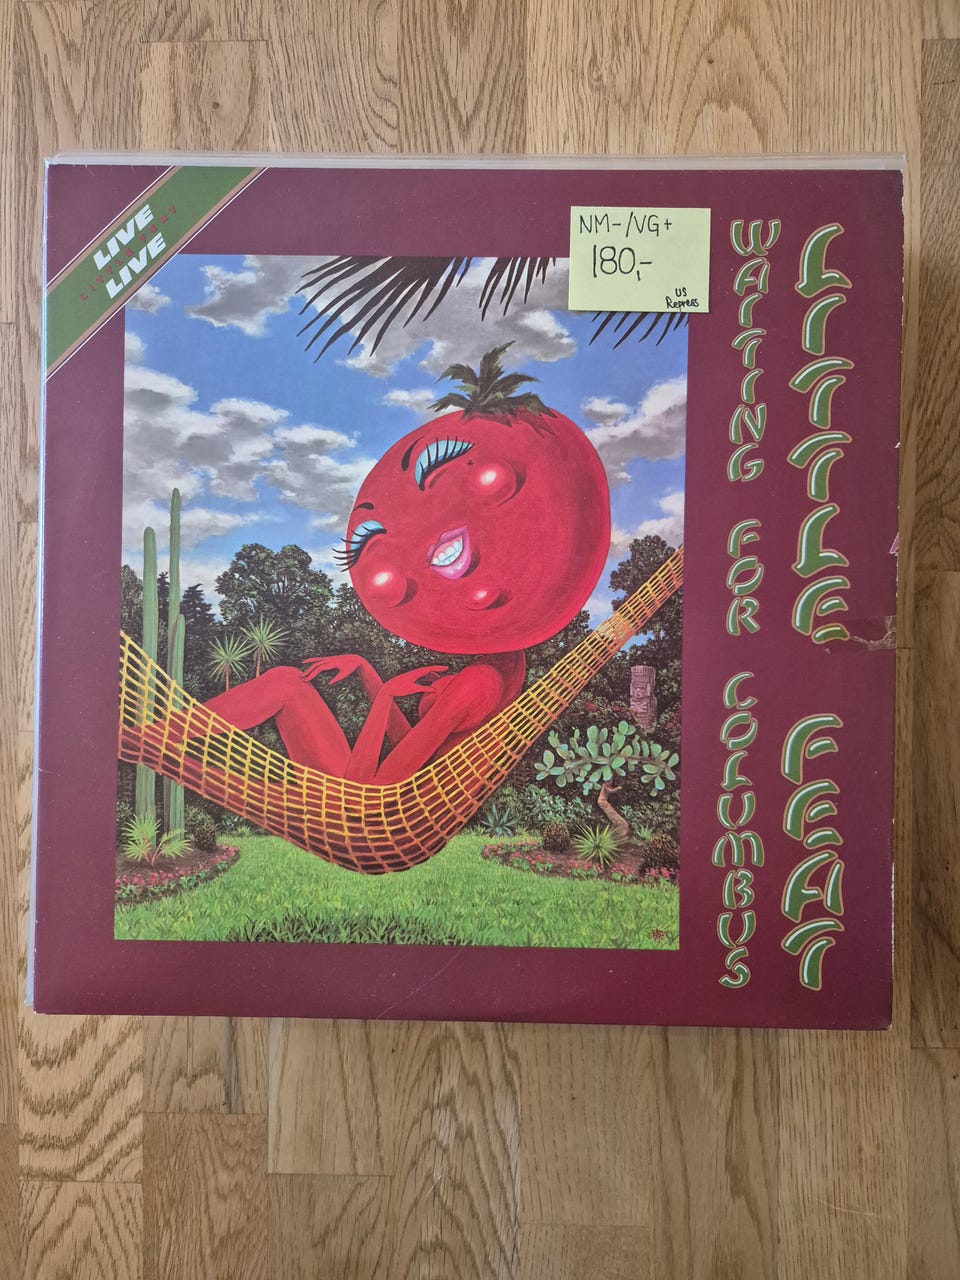 LIVE
LIVE
NM-/VG+
180,-
US
Repress
WAITING FOR COLUMBUS
LITTLE FEAT